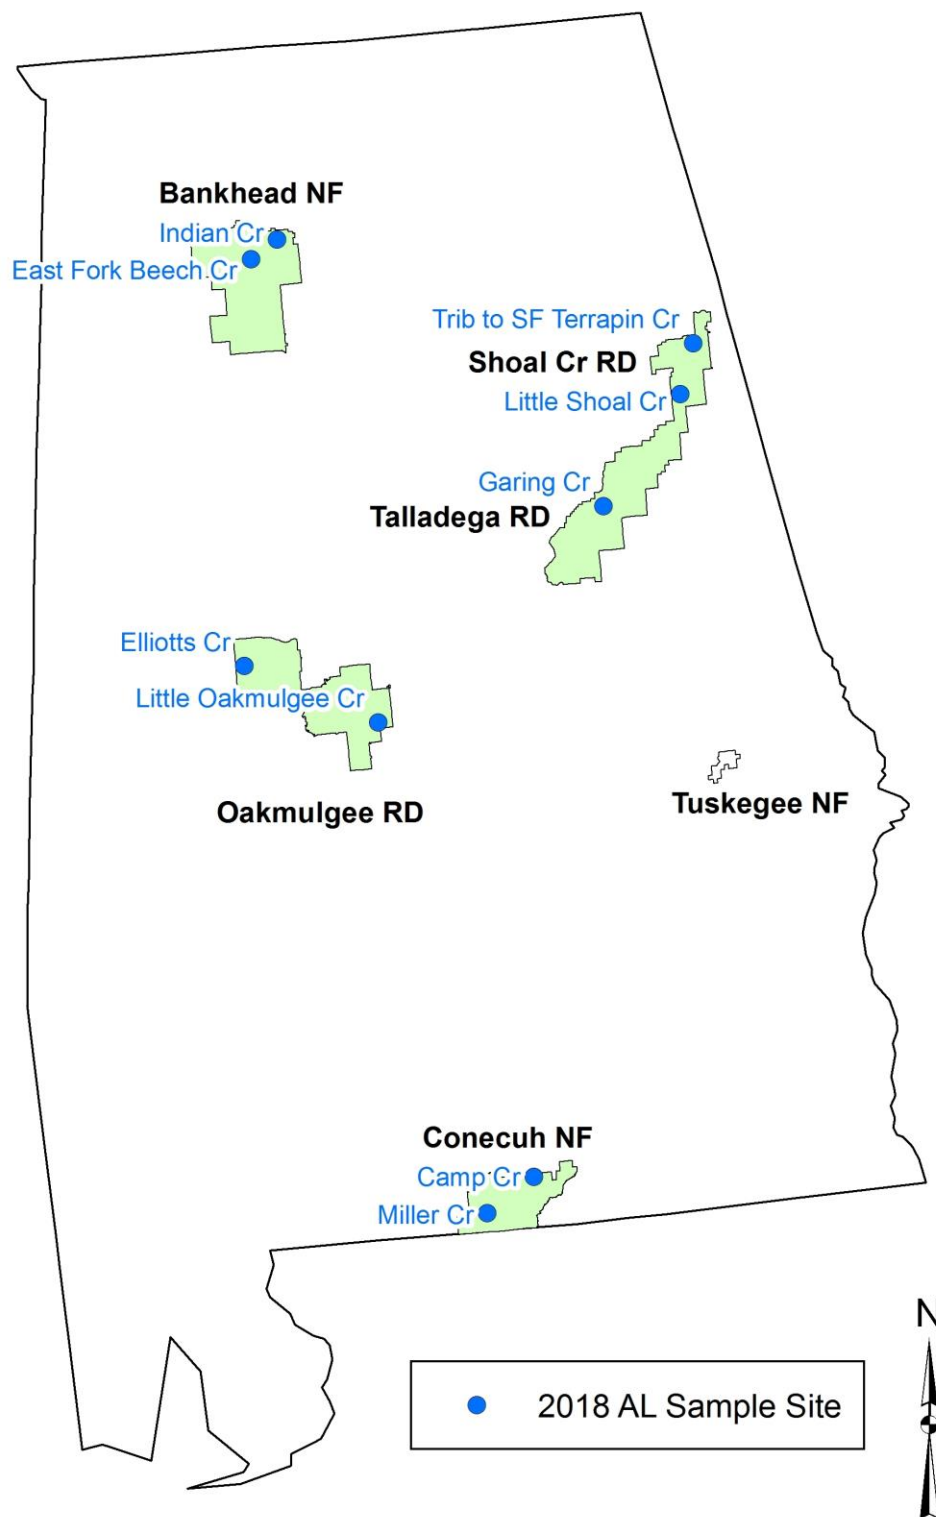 Bankhead NF
Indian Cr
East Fork Beech Cr
Trib to SF Terrapin Cr
Shoal Cr RD
Little Shoal Cr
Garing Cr
Talladega RD
Elliotts Cr
Little Oakmulgee Cr
Tuskegee NF
Oakmulgee RD
Conecuh NF
Camp Cr
Miller Cr
N
2018 AL Sample Site